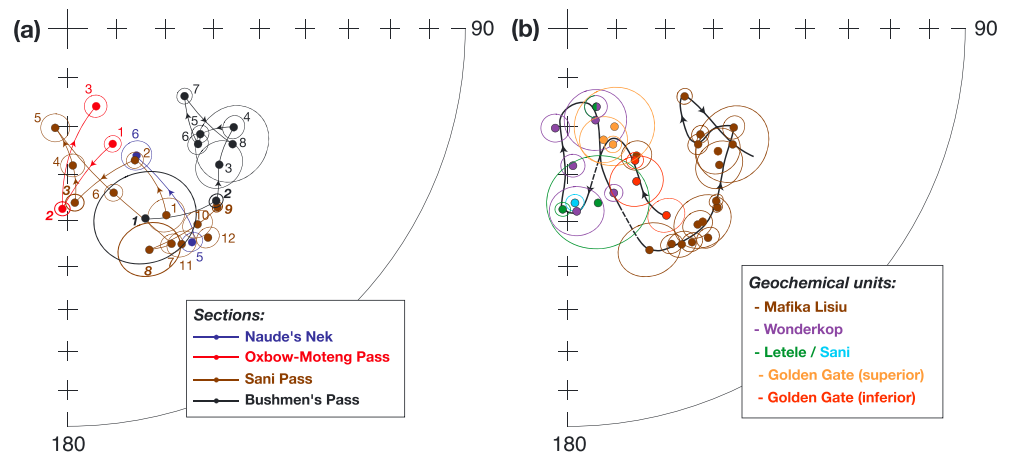 (a)
90
3
7
5
1
6
2
5
6
4
8
4
3
3
6
2
2
1
1
9
10
12
7
5
8
11
Sections:
Naude's Nek
Oxbow-Moteng Pass
Sani Pass
Bushmen's Pass
180
(b)
90
Geochemical units:
- Mafika Lisiu
- Wonderkop
- Letele / Sani
- Golden Gate (superior)
- Golden Gate (inferior)
180